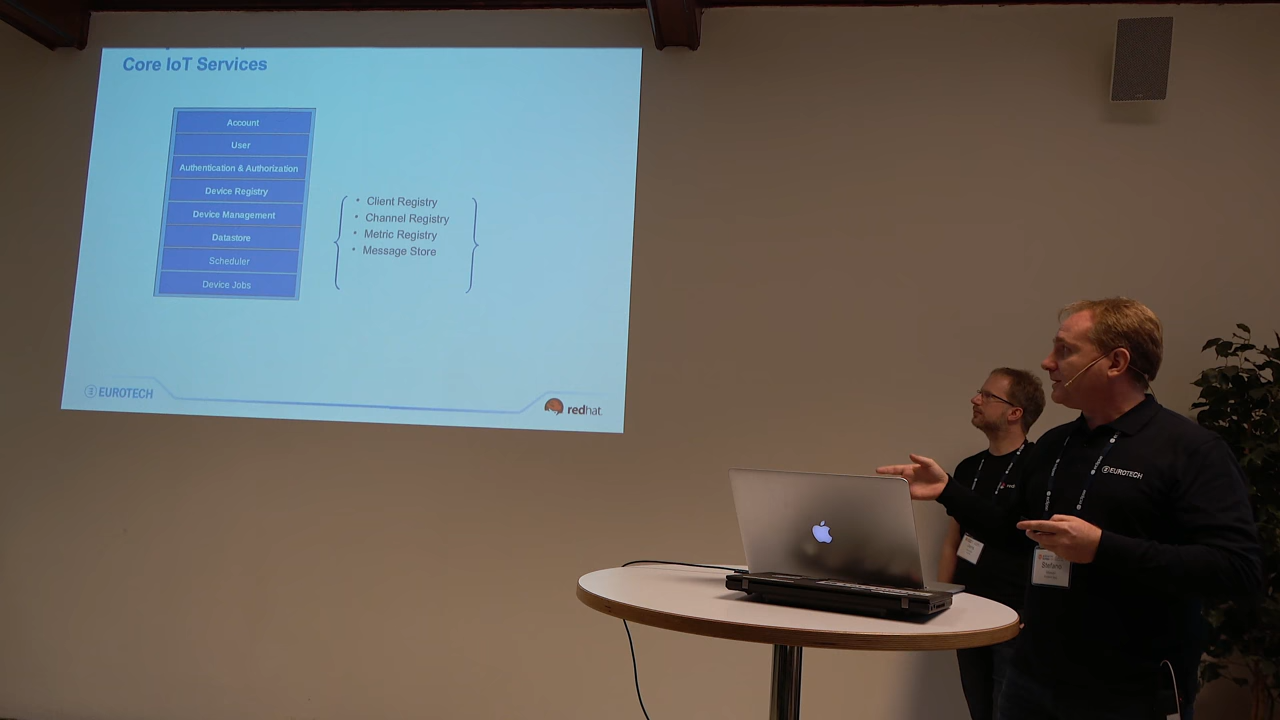 Core IoT Services
Account
User
Authentication & Authorization
Device Registry
Device Management
Datastore
Scheduler
Device Jobs
• Client Registry
• Channel Registry
• Metric Registry
• Message Store
EUROTECH
redhat
EUROTECH
Stefano